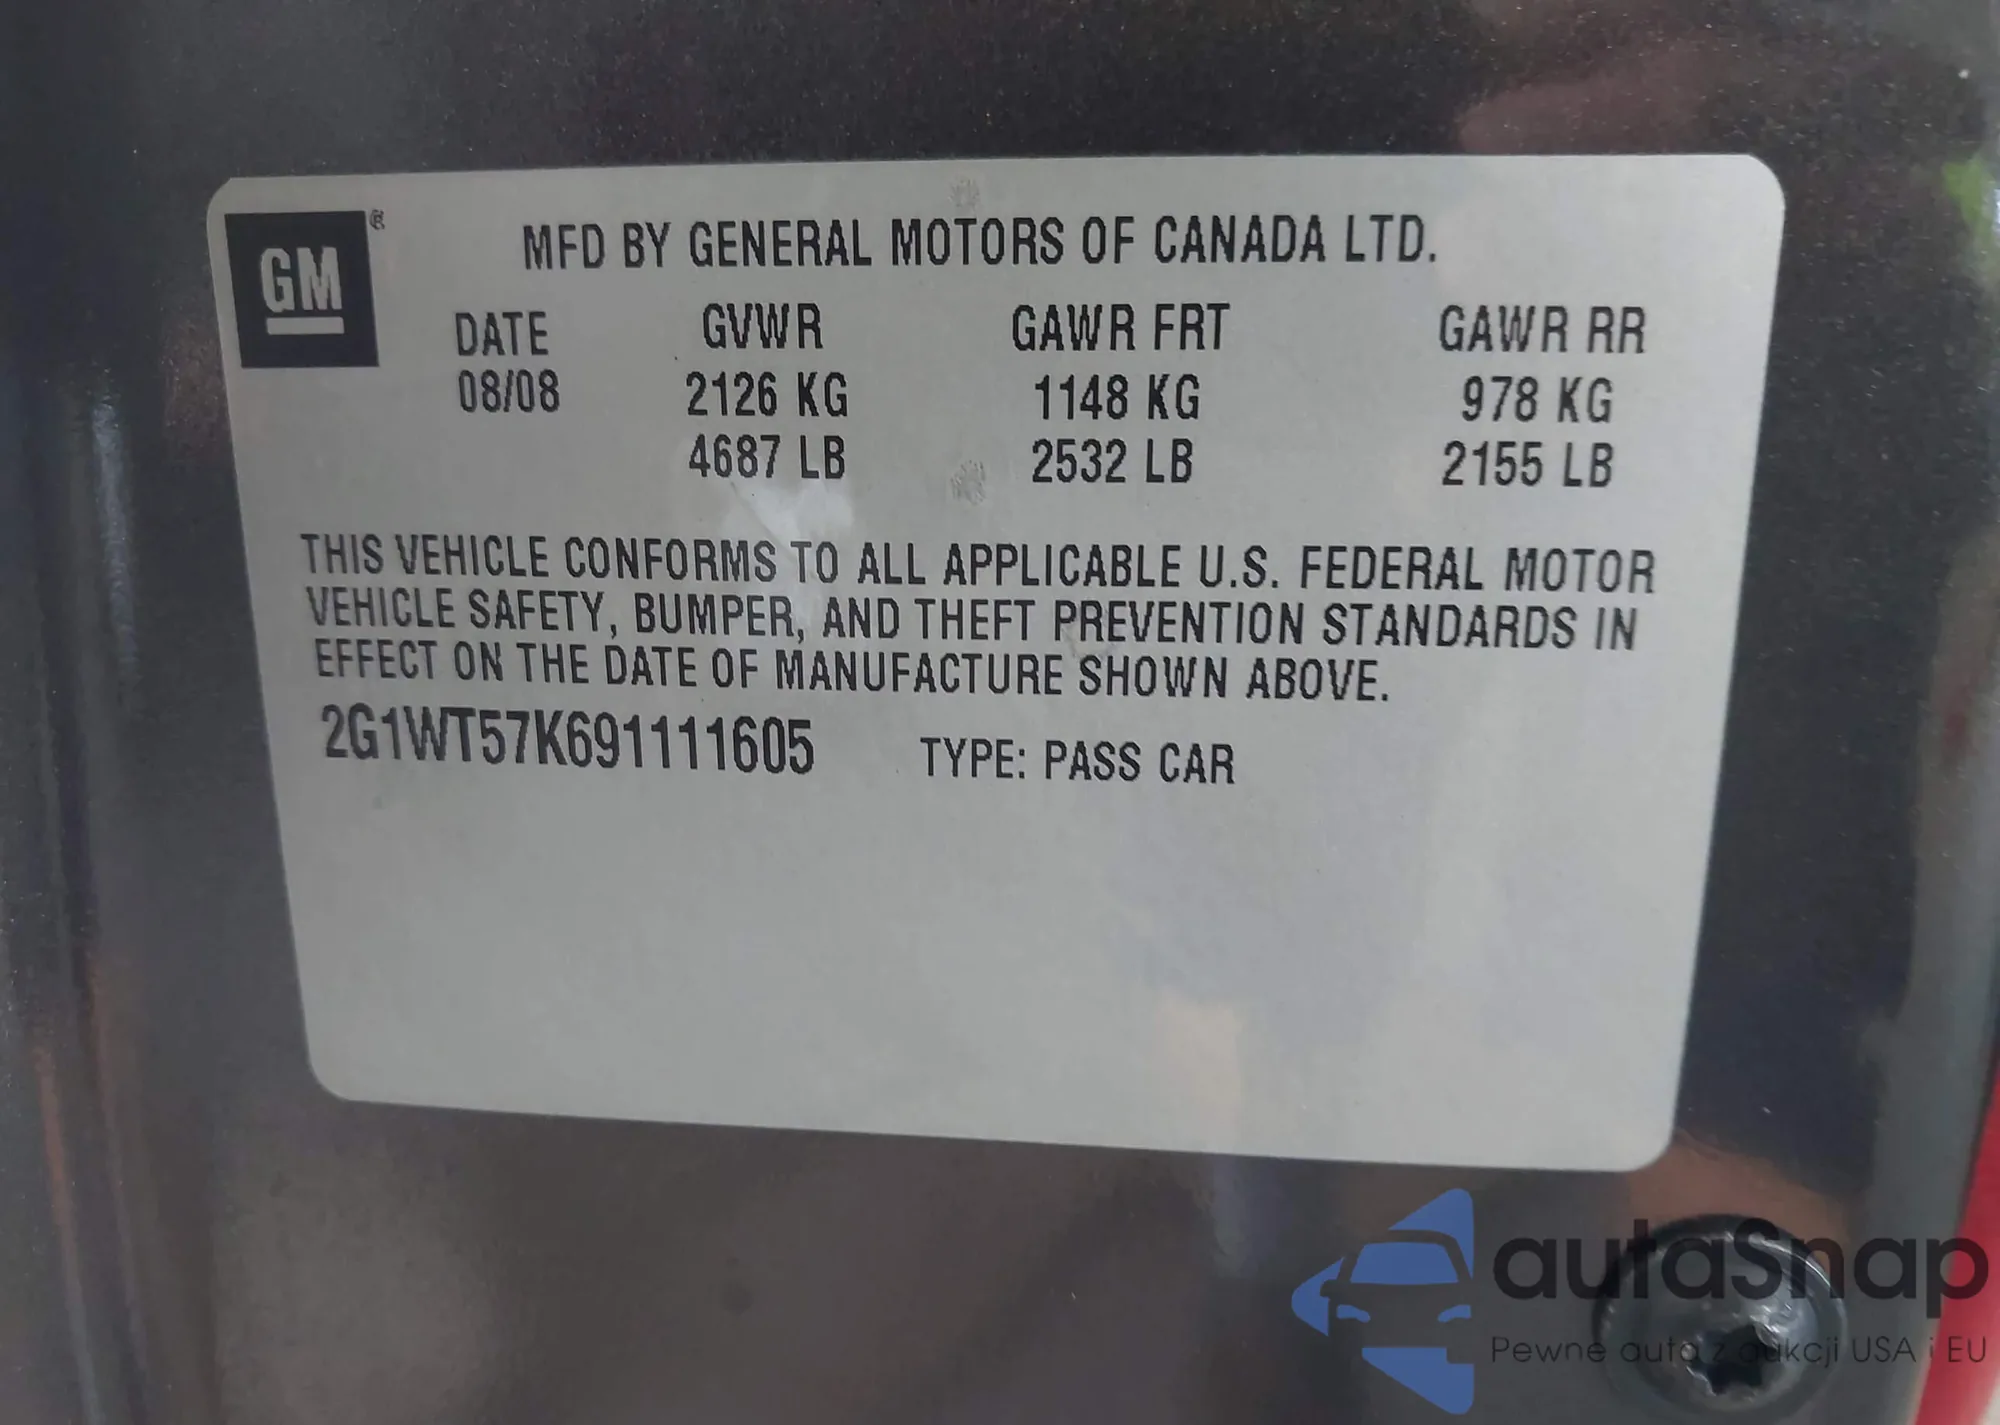 GM ®
MFD BY GENERAL MOTORS OF CANADA LTD.
DATE GVWR GAWR FRT GAWR RR
08/08 2126 KG 1148 KG 978 KG
4687 LB 2532 LB 2155 LB
THIS VEHICLE CONFORMS TO ALL APPLICABLE U.S. FEDERAL MOTOR
VEHICLE SAFETY, BUMPER, AND THEFT PREVENTION STANDARDS IN
EFFECT ON THE DATE OF MANUFACTURE SHOWN ABOVE.
2G1WT57K691111605 TYPE: PASS CAR
autaSnap
Pewne auta z aukcji USA i EU